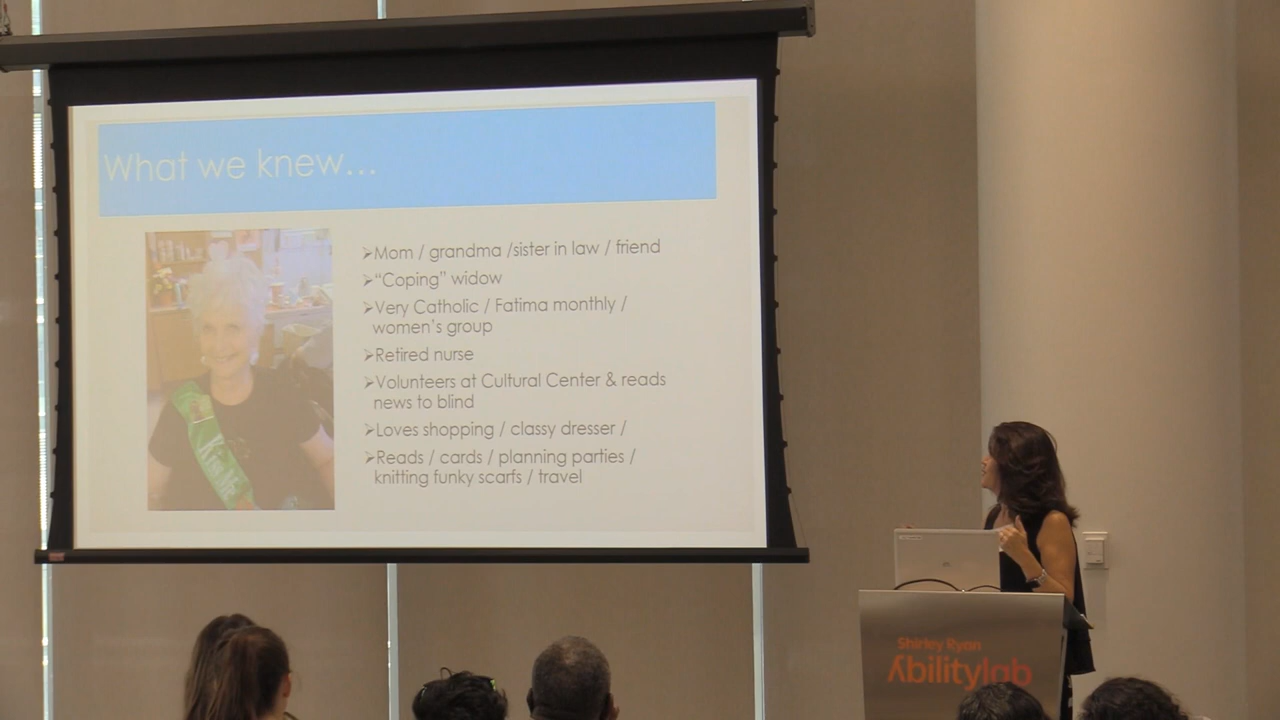 What we knew...
➢Mom / grandma /sister in law / friend
➢"Coping" widow
➢Very Catholic / Fatima monthly /
women's group
➢Retired nurse
➢Volunteers at Cultural Center & reads
news to blind
➢Loves shopping / classy dresser /
➢Reads / cards / planning parties /
knitting funky scarfs / travel
Shirley Ryan
Abilitylab